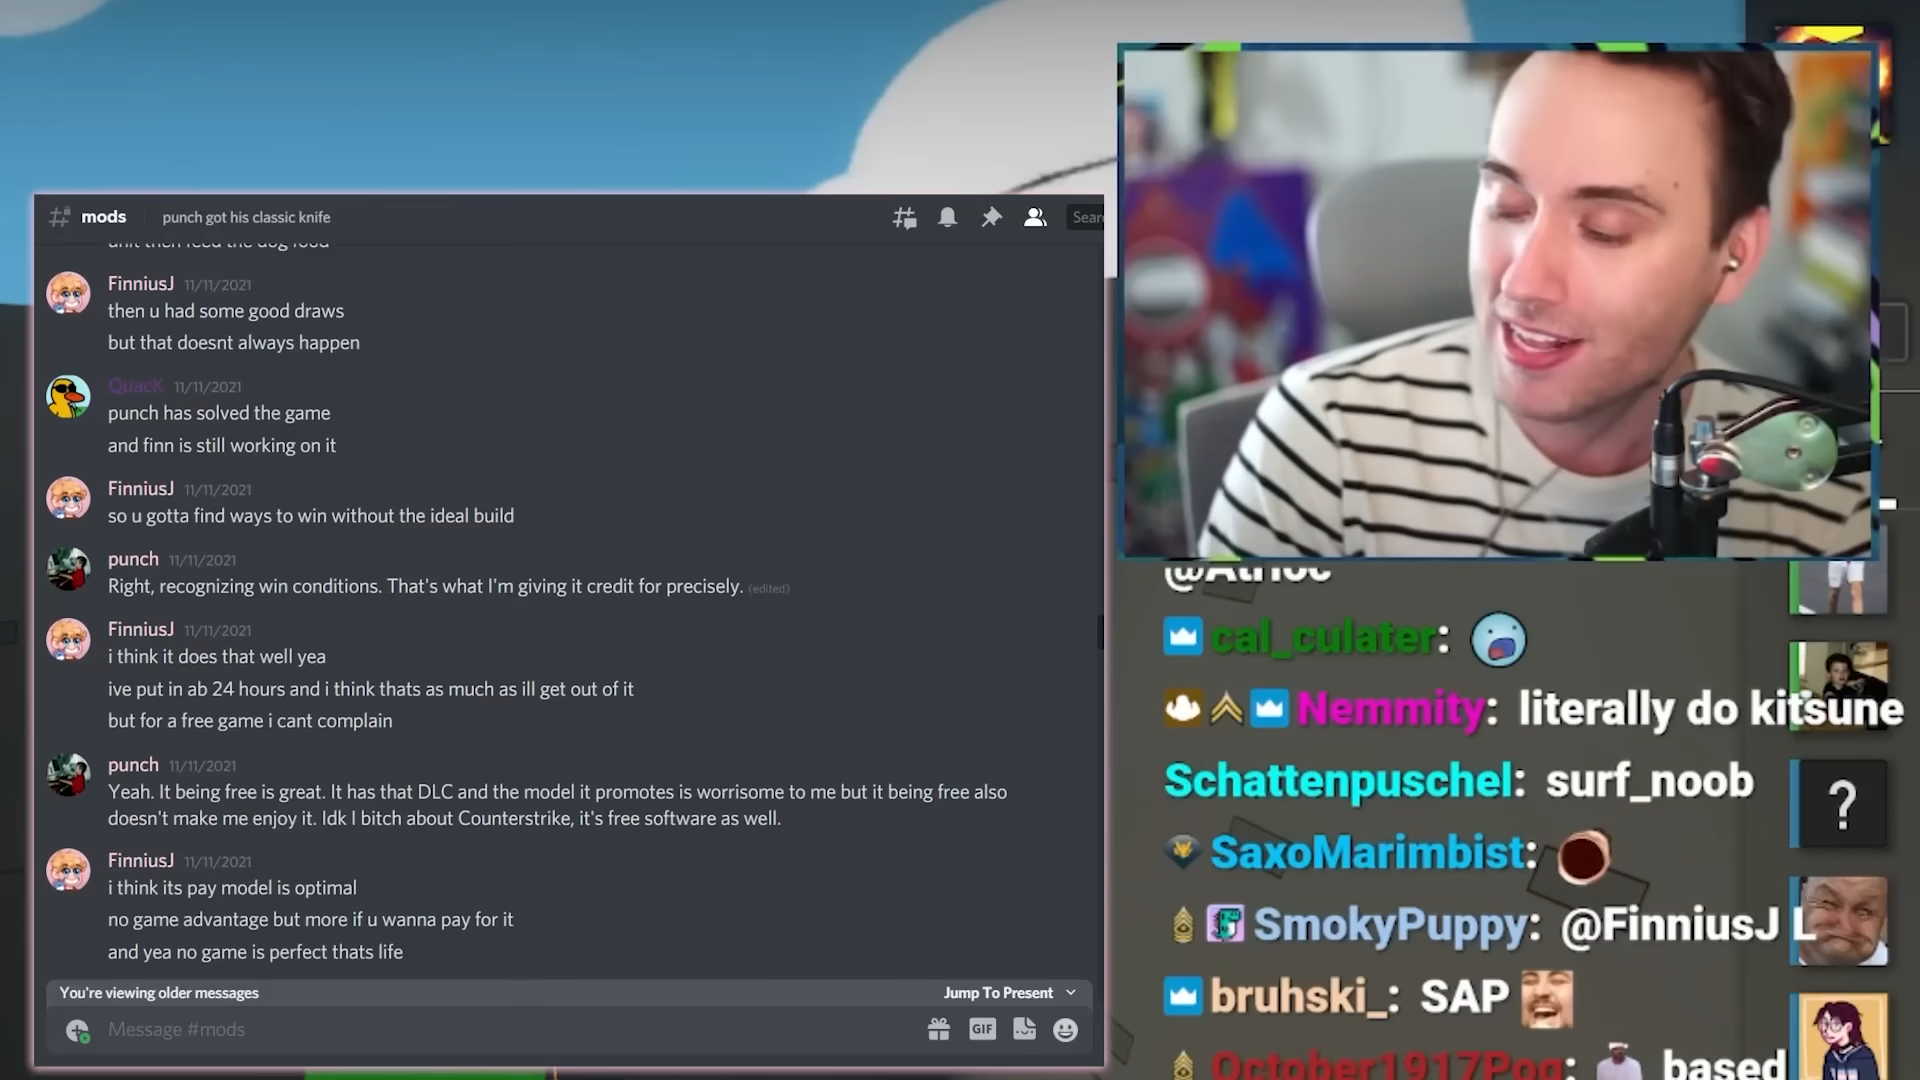 mods punch got his classic knife Sear
unit then feed the dog food
FinniusJ 11/11/2021
then u had some good draws
but that doesnt always happen
QuacK 11/11/2021
punch has solved the game
and finn is still working on it
FinniusJ 11/11/2021
so u gotta find ways to win without the ideal build
punch 11/11/2021
Right, recognizing win conditions. That's what I'm giving it credit for precisely. (edited)
FinniusJ 11/11/2021
i think it does that well yea
ive put in ab 24 hours and i think thats as much as ill get out of it
but for a free game i cant complain
punch 11/11/2021
Yeah. It being free is great. It has that DLC and the model it promotes is worrisome to me but it being free also
doesn't make me enjoy it. Idk I bitch about Counterstrike, it's free software as well.
FinniusJ 11/11/2021
i think its pay model is optimal
no game advantage but more if u wanna pay for it
and yea no game is perfect thats life
You're viewing older messages Jump To Present
Message #mods GIF
@Atrioc
cal_culater:
Nemmity: literally do kitsune
Schattenpuschel: surf_noob
SaxoMarimbist:
SmokyPuppy: @FinniusJ L
bruhski_: SAP
October1917Pog: based
?